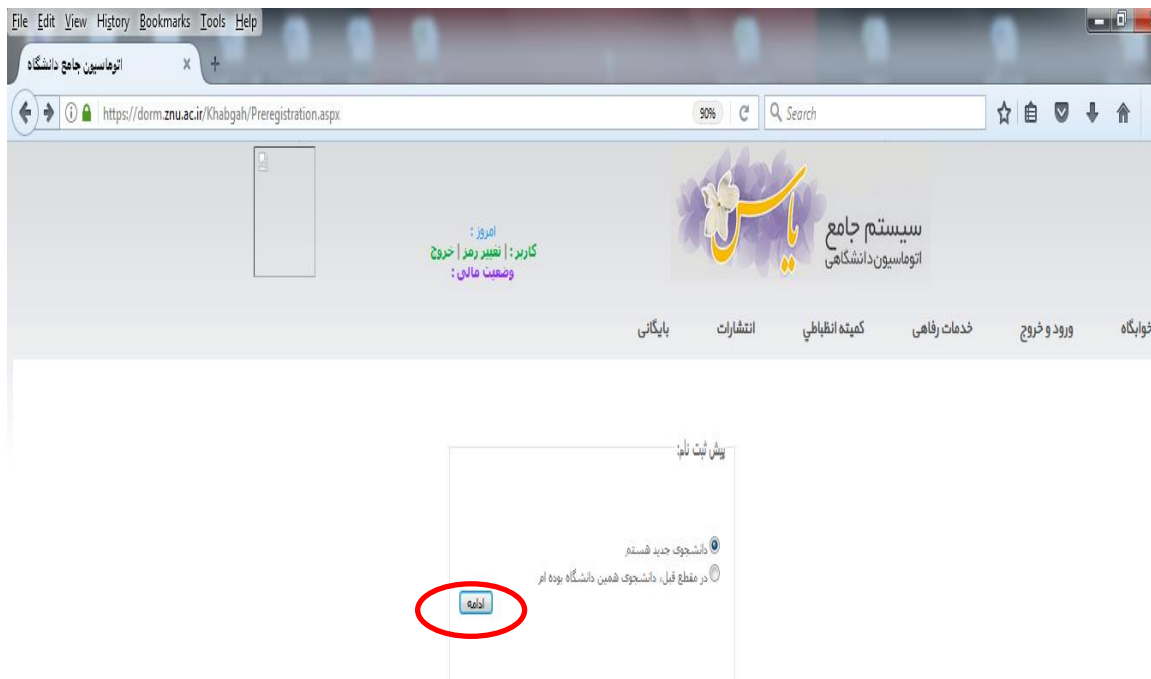 File Edit View History Bookmarks Tools Help
اتوماسیون جامع دانشگاه × +
https://dorm.znu.ac.ir/Khabgah/Preregistration.aspx 90% Search
یاس
سیستم جامع
اتوماسیون دانشگاهی
امروز :
کاربر : | تغییر رمز | خروج
وضعیت مالی :
خوابگاه ورود و خروج خدمات رفاهی کمیته انظباطي انتشارات بایگانی
پیش ثبت نام:
دانشجوی جدید هستم
در مقطع قبل، دانشجوی همین دانشگاه بوده ام
ادامه